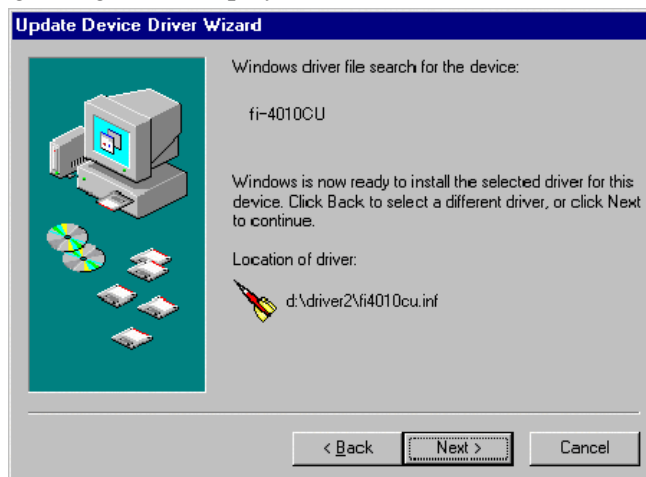 Update Device Driver Wizard
Windows driver file search for the device:
fi-4010CU
Windows is now ready to install the selected driver for this
device. Click Back to select a different driver, or click Next
to continue.
Location of driver:
d:\driver2\fi4010cu.inf
< Back
Next >
Cancel